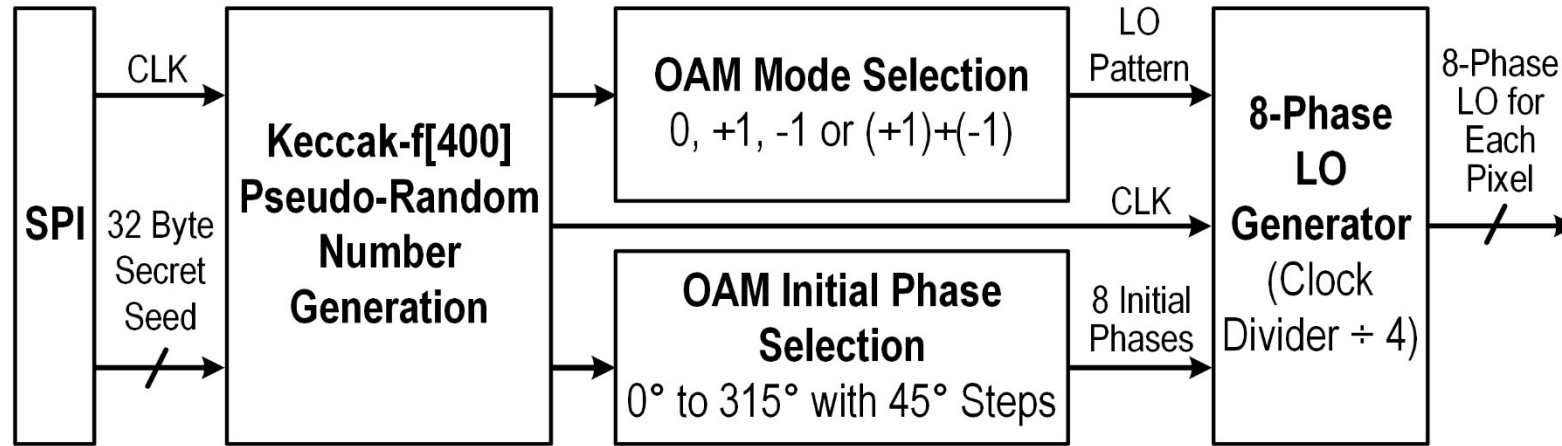 SPI
CLK
32 Byte
Secret
Seed
Keccak-f[400]
Pseudo-Random
Number
Generation
OAM Mode Selection
0, +1, -1 or (+1)+(-1)
OAM Initial Phase
Selection
0° to 315° with 45° Steps
LO
Pattern
CLK
8 Initial
Phases
8-Phase
LO
Generator
(Clock
Divider ÷ 4)
8-Phase
LO for
Each
Pixel